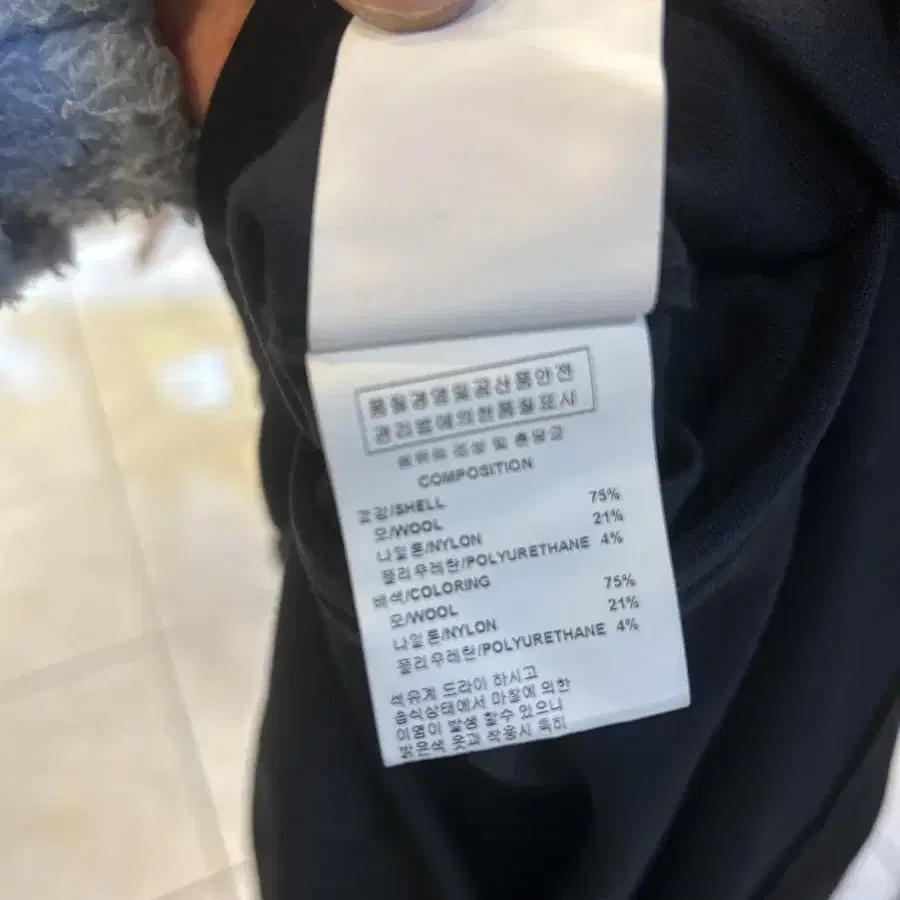 품질경영및공산품안전
관리법에의한품질표시
섬유의 조성 및 혼용율
COMPOSITION
겉감/SHELL
모/WOOL 75%
나일론/NYLON 21%
폴리우레탄/POLYURETHANE 4%
배색/COLORING
모/WOOL 75%
나일론/NYLON 21%
폴리우레탄/POLYURETHANE 4%
석유계 드라이 하시고
습식상태에서 마찰에 의한
이염이 발생 할수 있으니
밝은색 옷과 착용시 특히